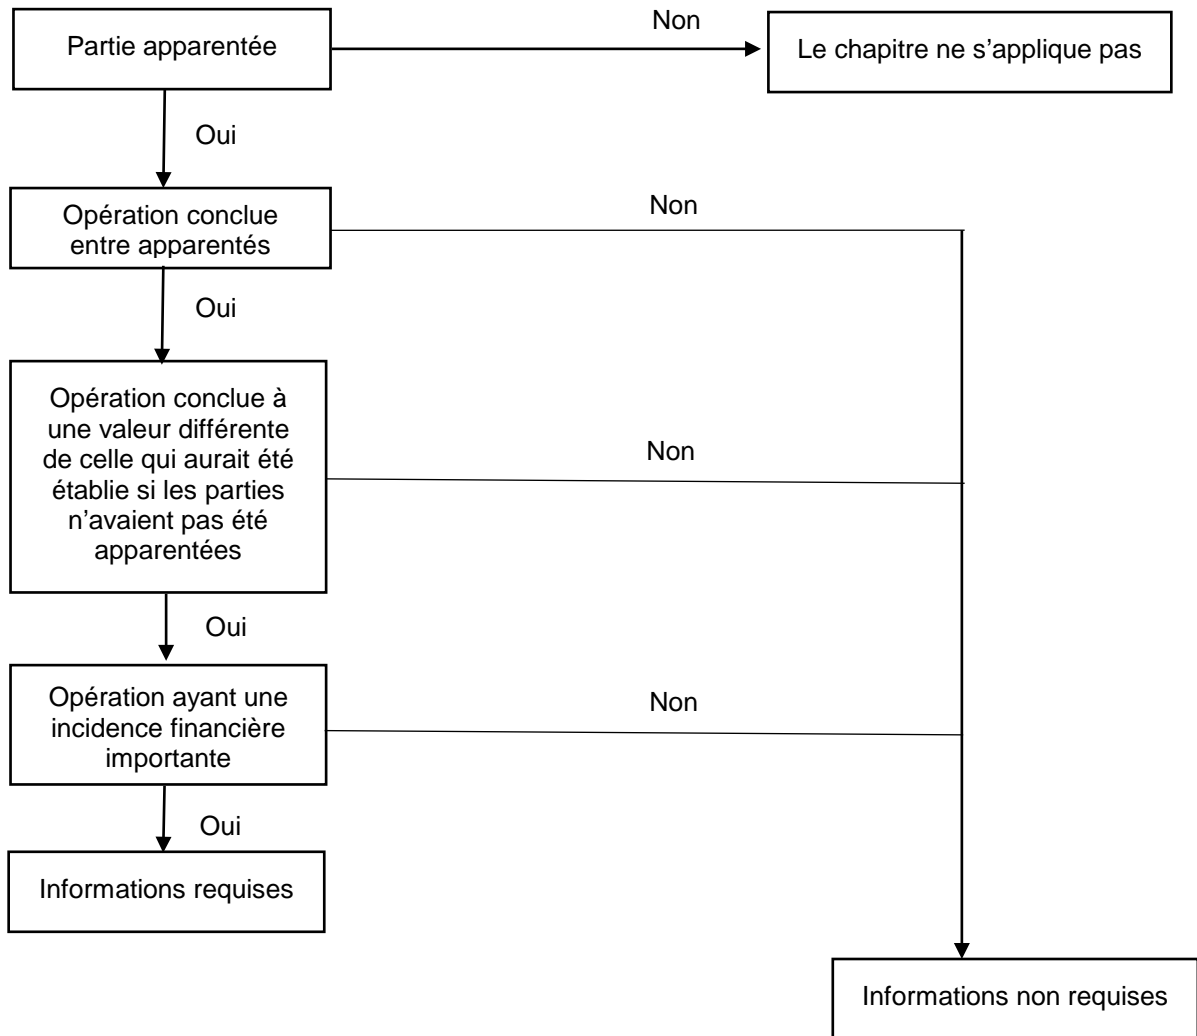 Non
Partie apparentée
Le chapitre ne s’applique pas
Oui
Opération conclue
entre apparentés
Non
Oui
Opération conclue à
une valeur différente
de celle qui aurait été
établie si les parties
n’avaient pas été
apparentées
Non
Oui
Opération ayant une
incidence financière
importante
Non
Oui
Informations requises
Informations non requises